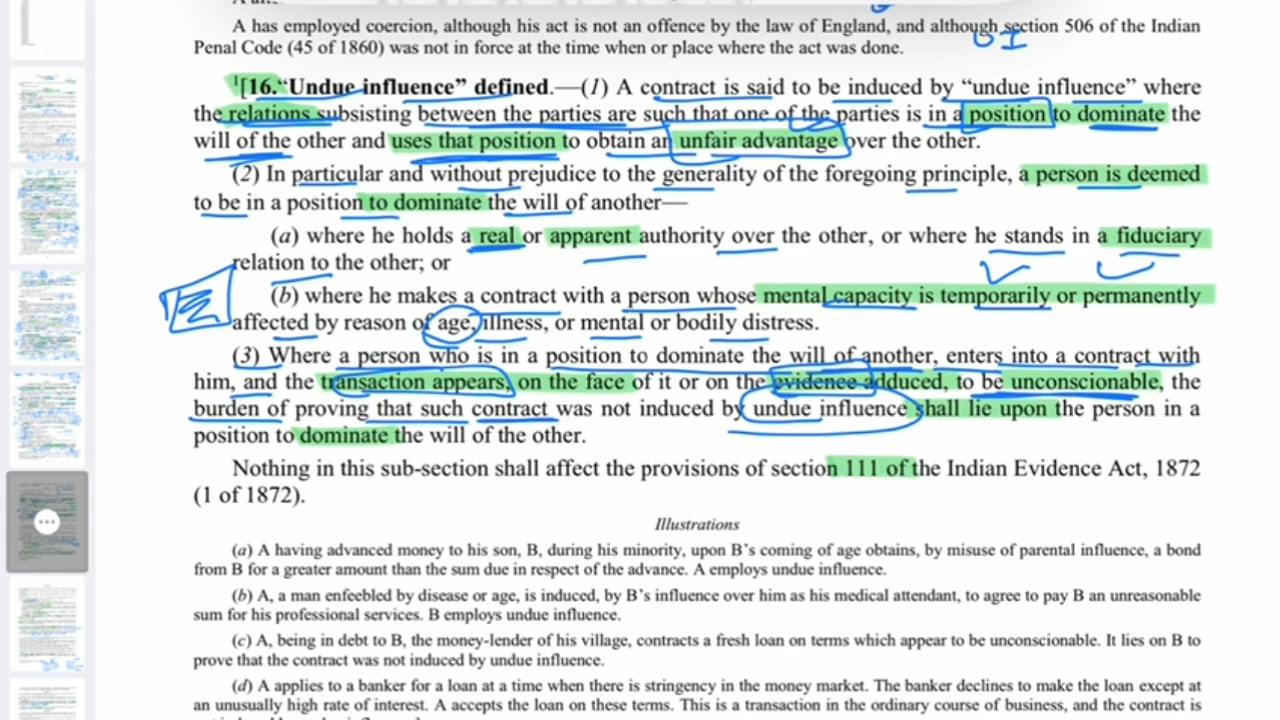 A has employed coercion, although his act is not an offence by the law of England, and although section 506 of the Indian
Penal Code (45 of 1860) was not in force at the time when or place where the act was done.
UI
¹[16. “Undue influence” defined.—(1) A contract is said to be induced by “undue influence” where
the relations subsisting between the parties are such that one of the parties is in a position to dominate the
will of the other and uses that position to obtain an unfair advantage over the other.
(2) In particular and without prejudice to the generality of the foregoing principle, a person is deemed
to be in a position to dominate the will of another—
(a) where he holds a real or apparent authority over the other, or where he stands in a fiduciary
relation to the other; or
(b) where he makes a contract with a person whose mental capacity is temporarily or permanently
affected by reason of age, illness, or mental or bodily distress.
(3) Where a person who is in a position to dominate the will of another, enters into a contract with
him, and the transaction appears, on the face of it or on the evidence adduced, to be unconscionable, the
burden of proving that such contract was not induced by undue influence shall lie upon the person in a
position to dominate the will of the other.
Nothing in this sub-section shall affect the provisions of section 111 of the Indian Evidence Act, 1872
(1 of 1872).
Illustrations
(a) A having advanced money to his son, B, during his minority, upon B’s coming of age obtains, by misuse of parental influence, a bond
from B for a greater amount than the sum due in respect of the advance. A employs undue influence.
(b) A, a man enfeebled by disease or age, is induced, by B’s influence over him as his medical attendant, to agree to pay B an unreasonable
sum for his professional services. B employs undue influence.
(c) A, being in debt to B, the money-lender of his village, contracts a fresh loan on terms which appear to be unconscionable. It lies on B to
prove that the contract was not induced by undue influence.
(d) A applies to a banker for a loan at a time when there is stringency in the money market. The banker declines to make the loan except at
an unusually high rate of interest. A accepts the loan on these terms. This is a transaction in the ordinary course of business, and the contract is